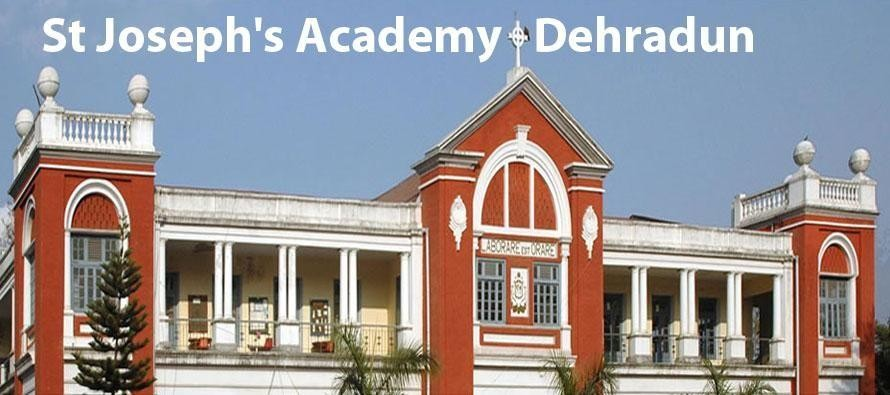 St Joseph's Academy - Dehradun
LABORARE EST ORARE